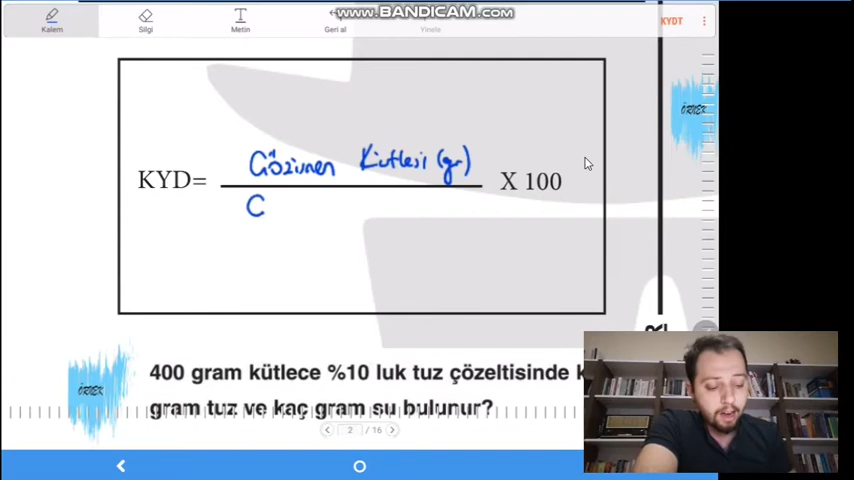 www.BANDICAM.com
KYDT
Kalem
Silgi
Metin
Geri al
Yinele
ÖRNEK
Çözünen Kütlesi (gr)
KYD= X 100
C
400 gram kütlece %10 luk tuz çözeltisinde k
ÖRNEK
gram tuz ve kaç gram su bulunur?
2 / 16